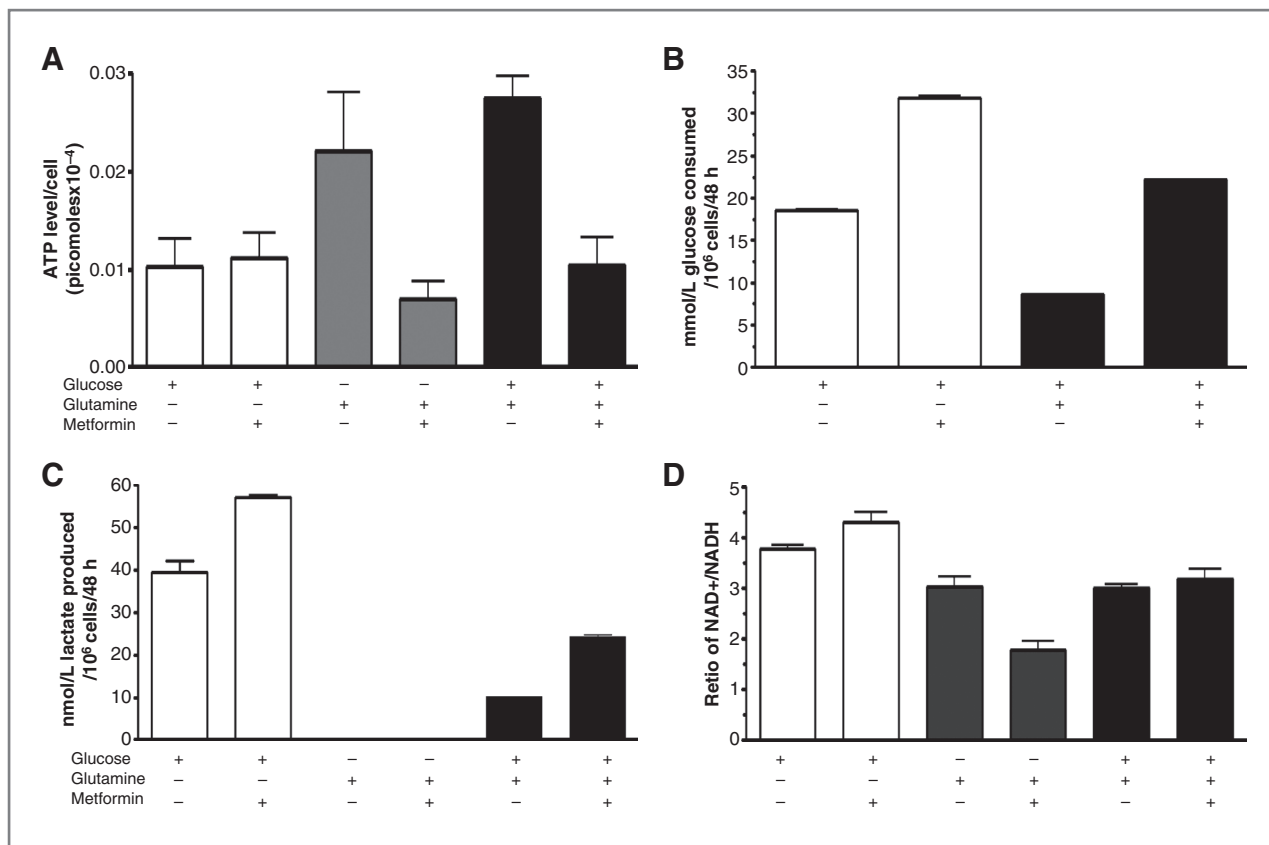 A
ATP level/cell
(picomolesx10⁻⁴)
0.03
0.02
0.01
0.00
Glucose + + – – + +
Glutamine – – + + + +
Metformin – + – + – +
B
mmol/L glucose consumed
/10⁶ cells/48 h
35
30
25
20
15
10
5
0
+ + + +
– – + +
– + – +
C
nmol/L lactate produced
/10⁶ cells/48 h
60
50
40
30
20
10
0
Glucose + + – – + +
Glutamine – – + + + +
Metformin – + – + – +
D
Retio of NAD+/NADH
5
4
3
2
1
0
+ + – – + +
– – + + + +
– + – + – +